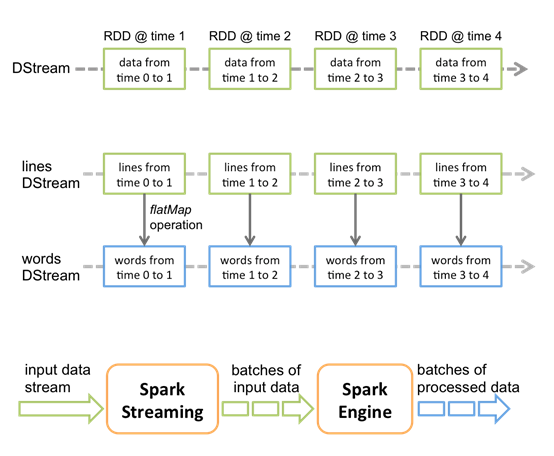 RDD @ time 1 RDD @ time 2 RDD @ time 3 RDD @ time 4
DStream
data from
time 0 to 1
data from
time 1 to 2
data from
time 2 to 3
data from
time 3 to 4
lines
DStream
lines from
time 0 to 1
lines from
time 1 to 2
lines from
time 2 to 3
lines from
time 3 to 4
flatMap
operation
words
DStream
words from
time 0 to 1
words from
time 1 to 2
words from
time 2 to 3
words from
time 3 to 4
input data
stream
Spark
Streaming
batches of
input data
Spark
Engine
batches of
processed data